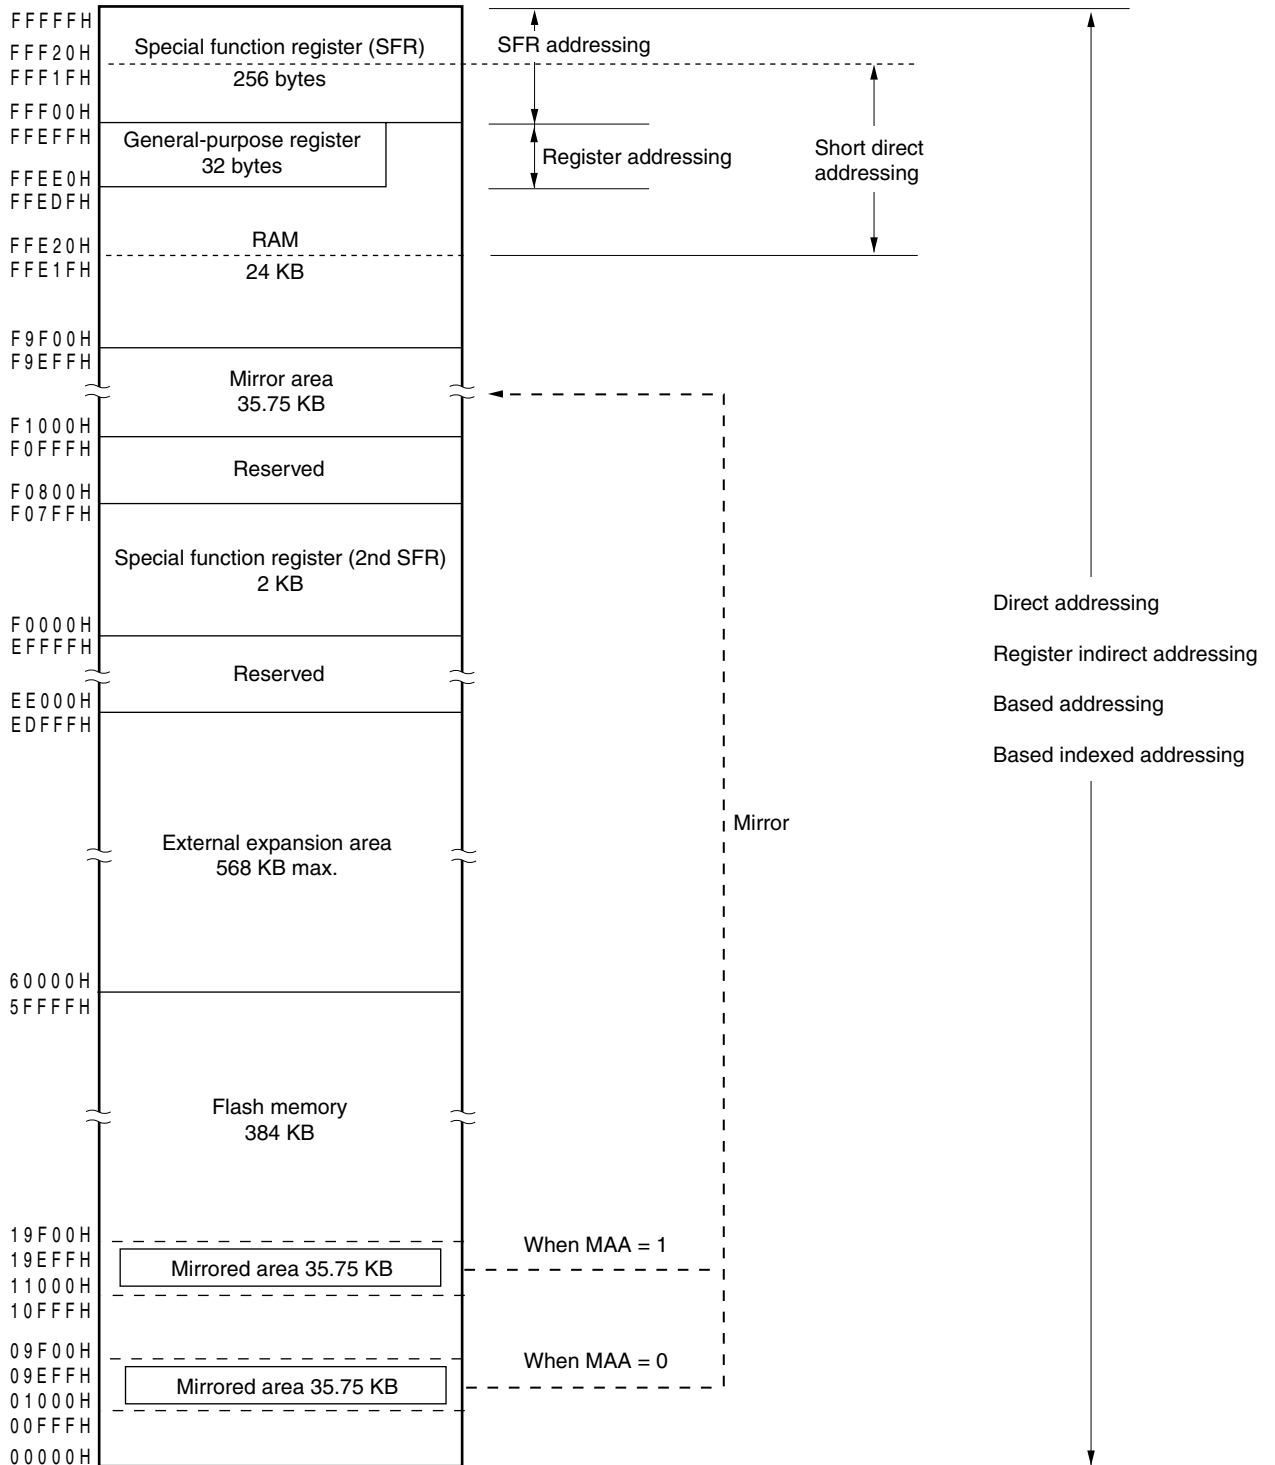 FFFFFH
FFF20H
FFF1FH
FFF00H
FFEFFH
FFEE0H
FFEDFH
FFE20H
FFE1FH
F9F00H
F9EFFH
F1000H
F0FFFH
F0800H
F07FFH
F0000H
EFFFFH
EE000H
EDFFFH
60000H
5FFFFH
19F00H
19EFFH
11000H
10FFFH
09F00H
09EFFH
01000H
00FFFH
00000H
Special function register (SFR)
256 bytes
General-purpose register
32 bytes
RAM
24 KB
Mirror area
35.75 KB
Reserved
Special function register (2nd SFR)
2 KB
Reserved
External expansion area
568 KB max.
Flash memory
384 KB
Mirrored area 35.75 KB
Mirrored area 35.75 KB
SFR addressing
Register addressing
Short direct
addressing
Mirror
When MAA = 1
When MAA = 0
Direct addressing
Register indirect addressing
Based addressing
Based indexed addressing